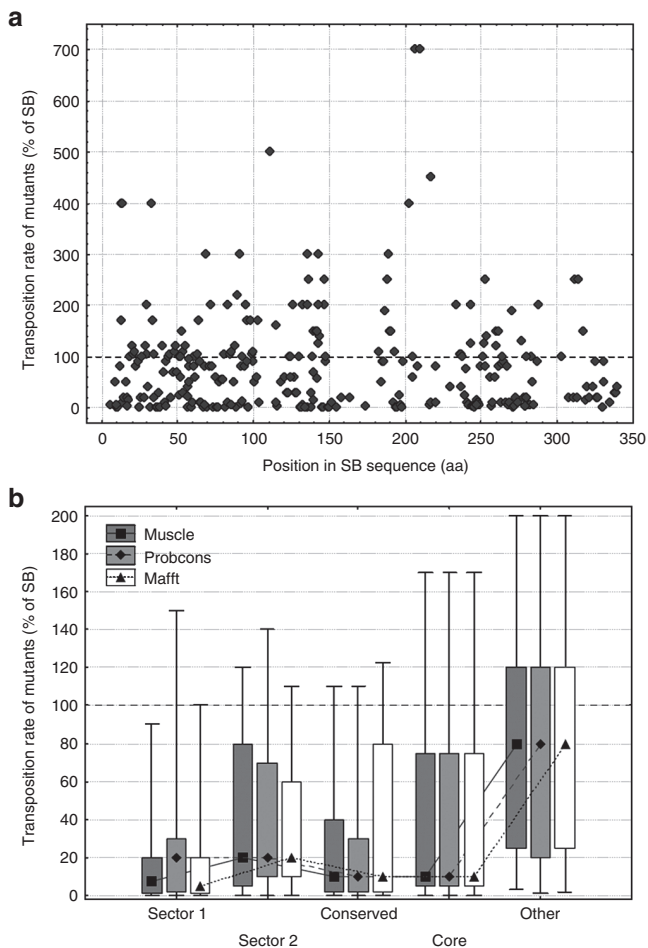 a
Transposition rate of mutants (% of SB)
700
600
500
400
300
200
100
0
0 50 100 150 200 250 300 350
Position in SB sequence (aa)
b
Transposition rate of mutants (% of SB)
200
180
160
140
120
100
80
60
40
20
0
Muscle
Probcons
Mafft
Sector 1 Conserved Other
Sector 2 Core